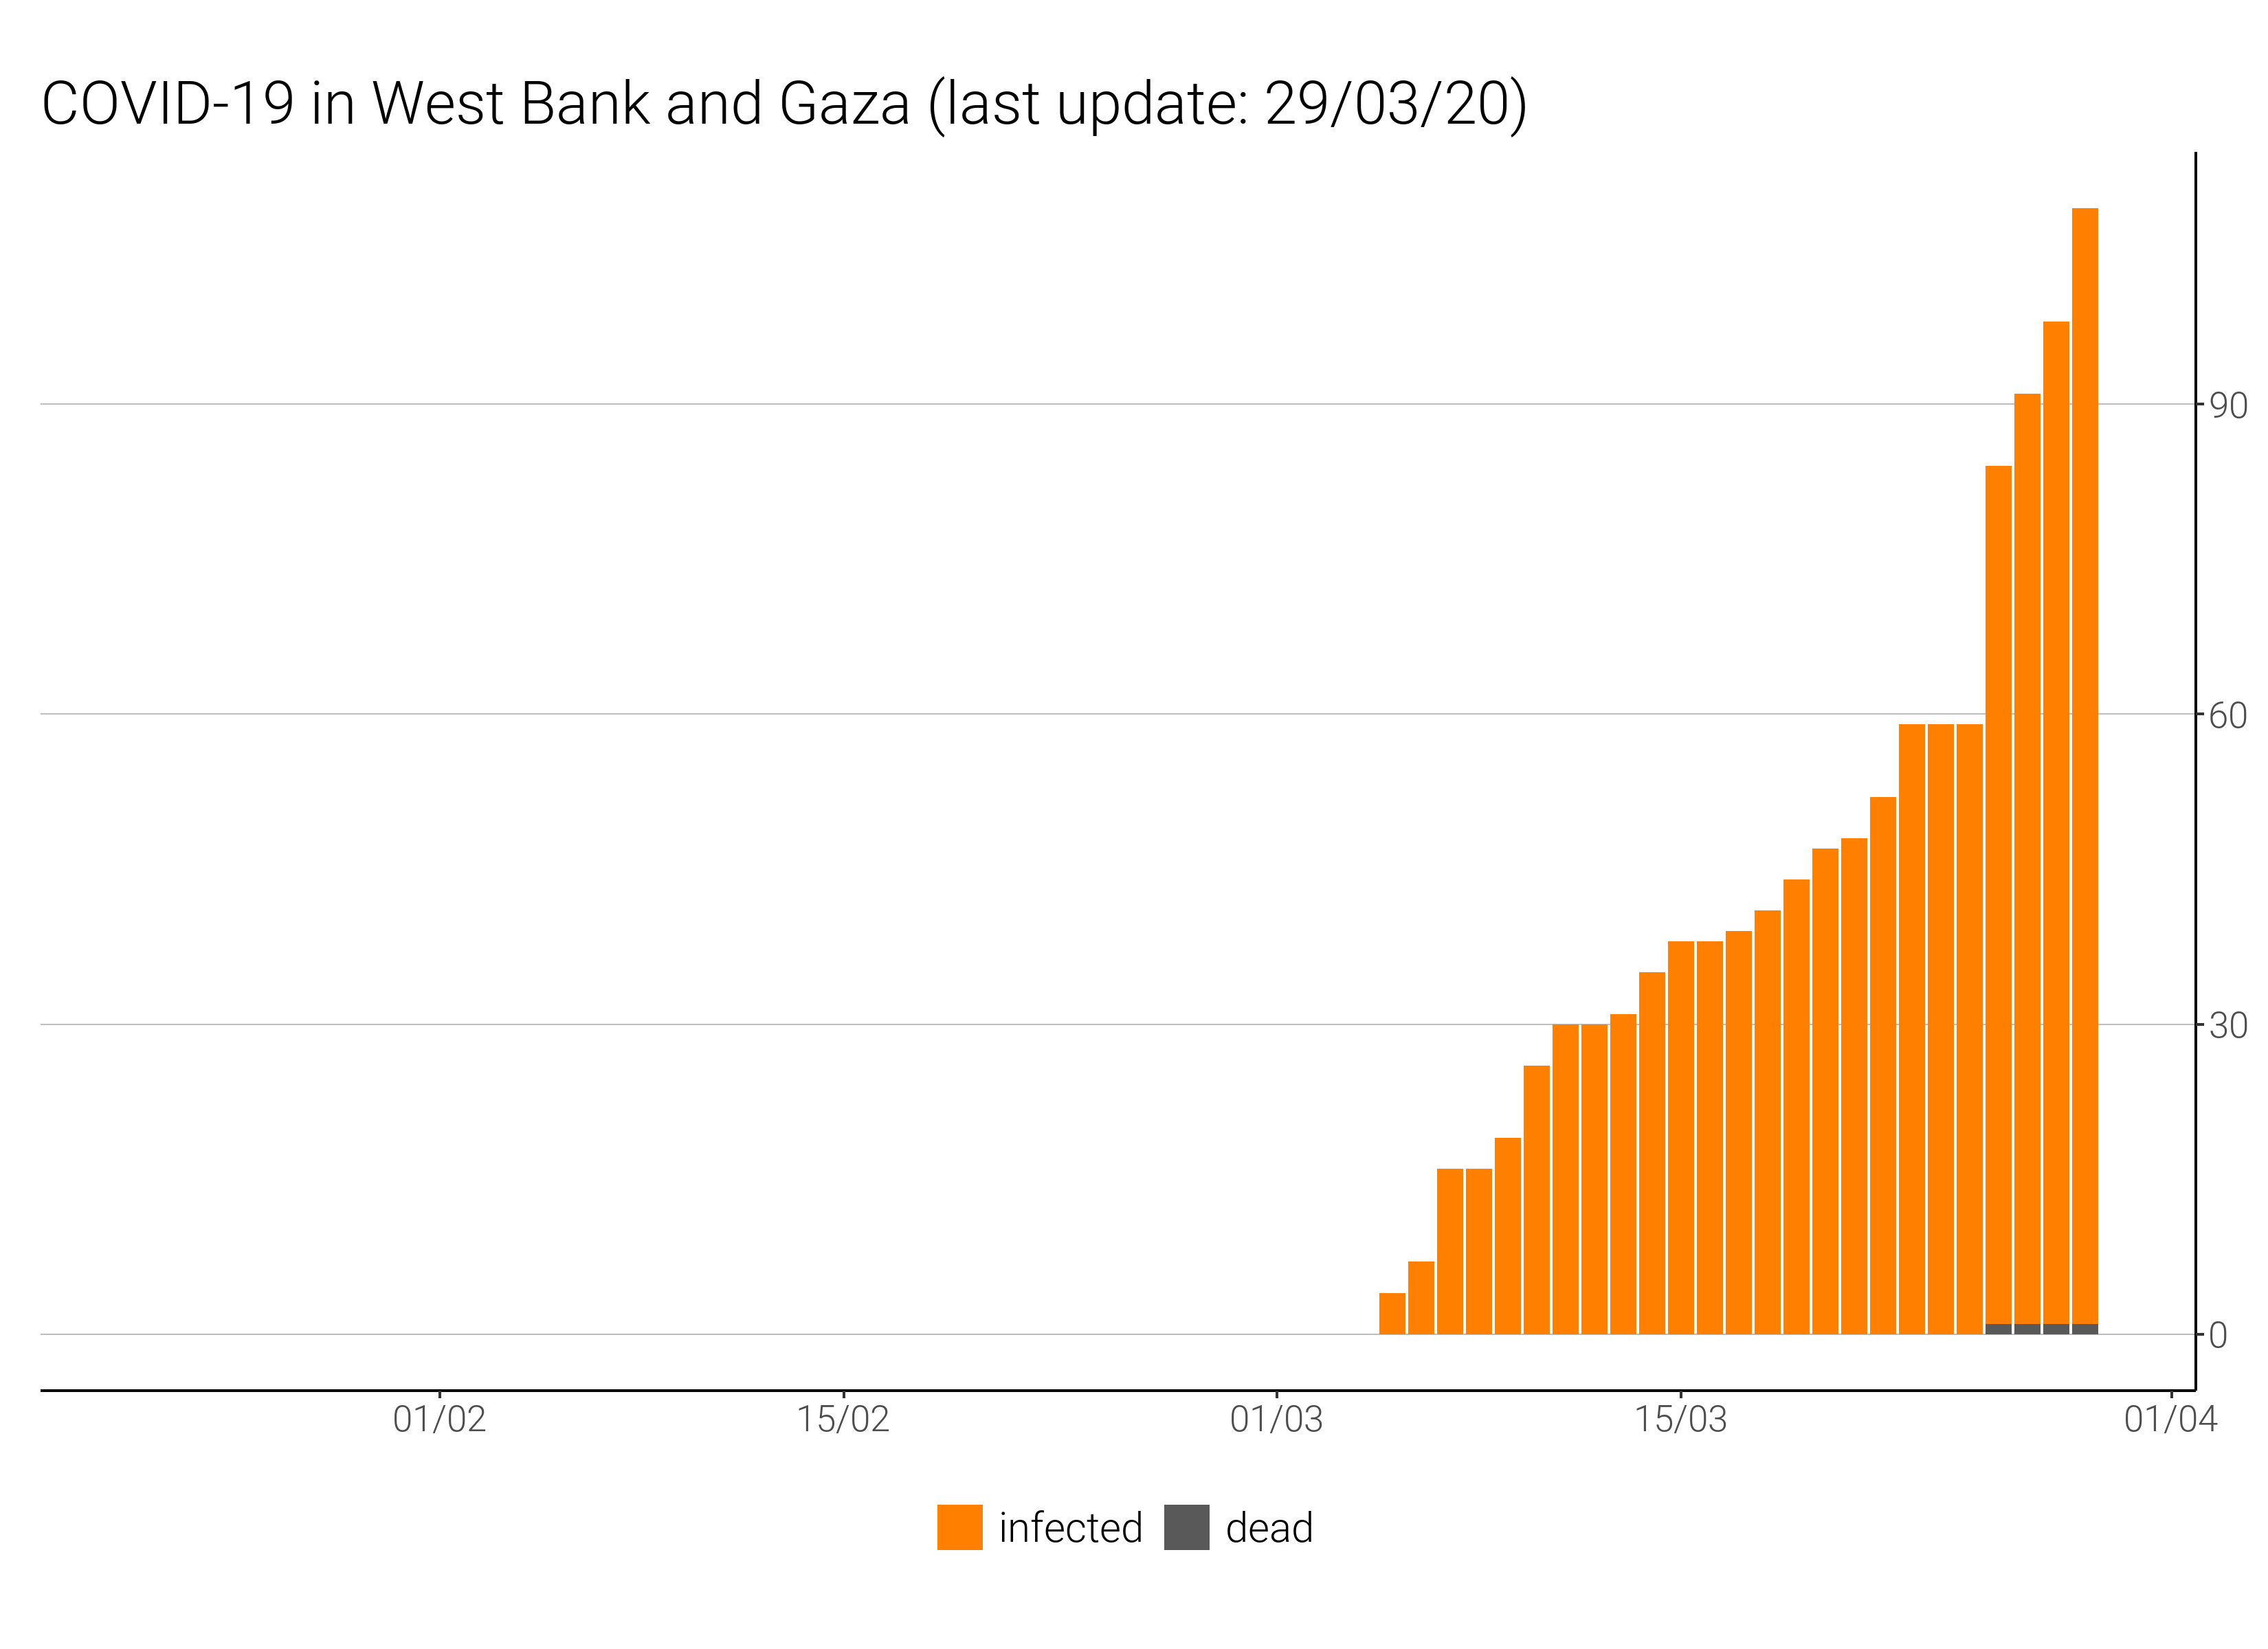 COVID-19 in West Bank and Gaza (last update: 29/03/20)
90
60
30
0
01/02 15/02 01/03 15/03 01/04
infected dead